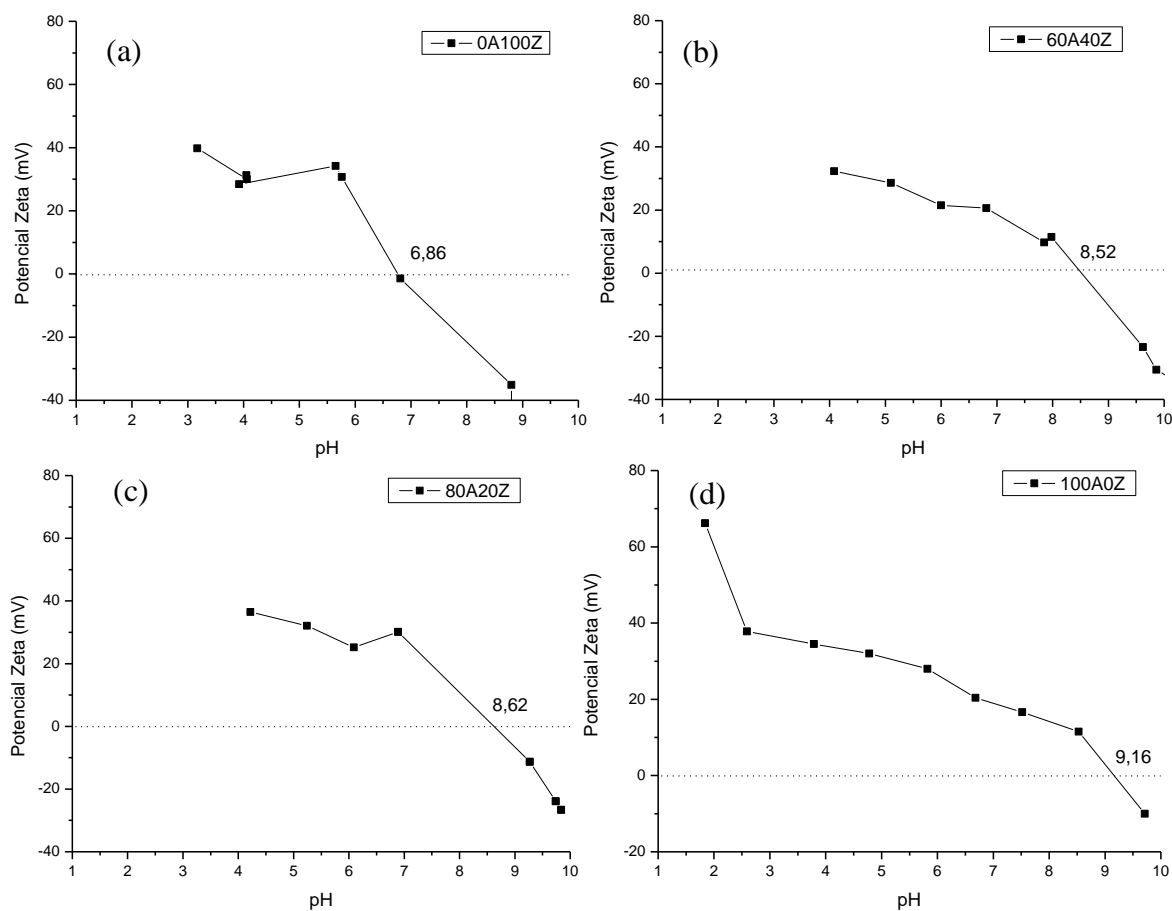 (a)
0A100Z
80
60
40
20
0
-20
-40
6,86
1 2 3 4 5 6 7 8 9 10
Potencial Zeta (mV)
pH
(b)
60A40Z
80
60
40
20
0
-20
-40
8,52
1 2 3 4 5 6 7 8 9 10
Potencial Zeta (mV)
pH
(c)
80A20Z
80
60
40
20
0
-20
-40
8,62
1 2 3 4 5 6 7 8 9 10
Potencial Zeta (mV)
pH
(d)
100A0Z
80
60
40
20
0
-20
9,16
1 2 3 4 5 6 7 8 9 10
Potencial Zeta (mV)
pH